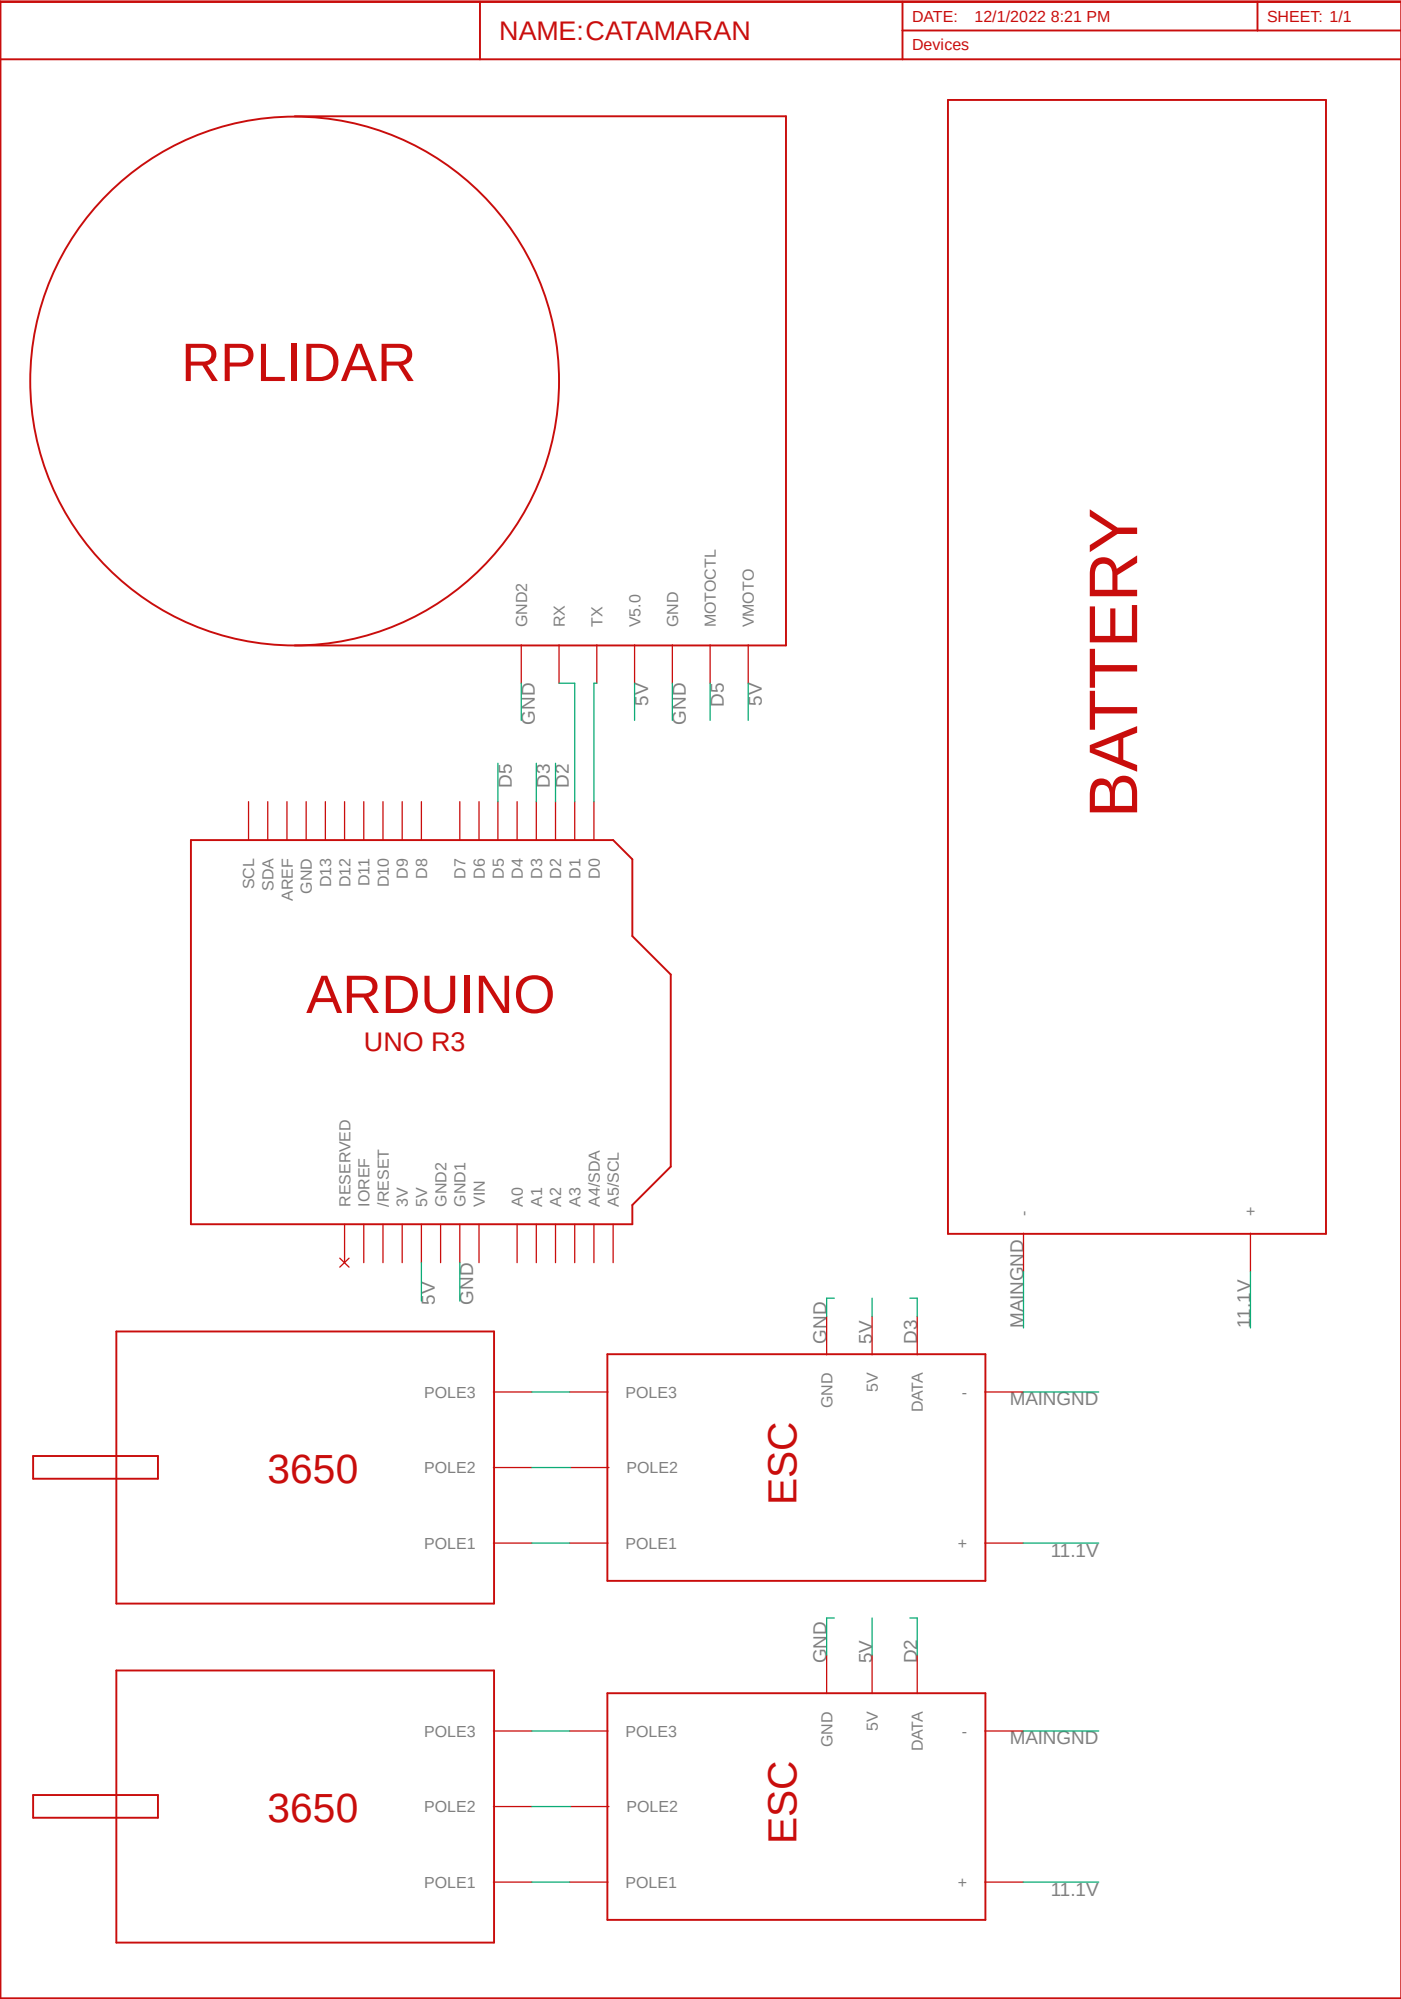 NAME:CATAMARAN
DATE: 12/1/2022 8:21 PM
SHEET: 1/1
Devices
RPLIDAR
GND2
RX
TX
V5.0
GND
MOTOCTL
VMOTO
GND
5V
GND
D5
5V
BATTERY
-
+
MAINGND
11.1V
D5
D3
D2
SCL
SDA
AREF
GND
D13
D12
D11
D10
D9
D8
D7
D6
D5
D4
D3
D2
D1
D0
ARDUINO
UNO R3
RESERVED
IOREF
/RESET
3V
5V
GND2
GND1
VIN
A0
A1
A2
A3
A4/SDA
A5/SCL
5V
GND
3650
POLE3
POLE2
POLE1
GND
5V
D3
POLE3
POLE2
POLE1
ESC
GND
5V
DATA
-
+
MAINGND
11.1V
3650
POLE3
POLE2
POLE1
GND
5V
D2
POLE3
POLE2
POLE1
ESC
GND
5V
DATA
-
+
MAINGND
11.1V